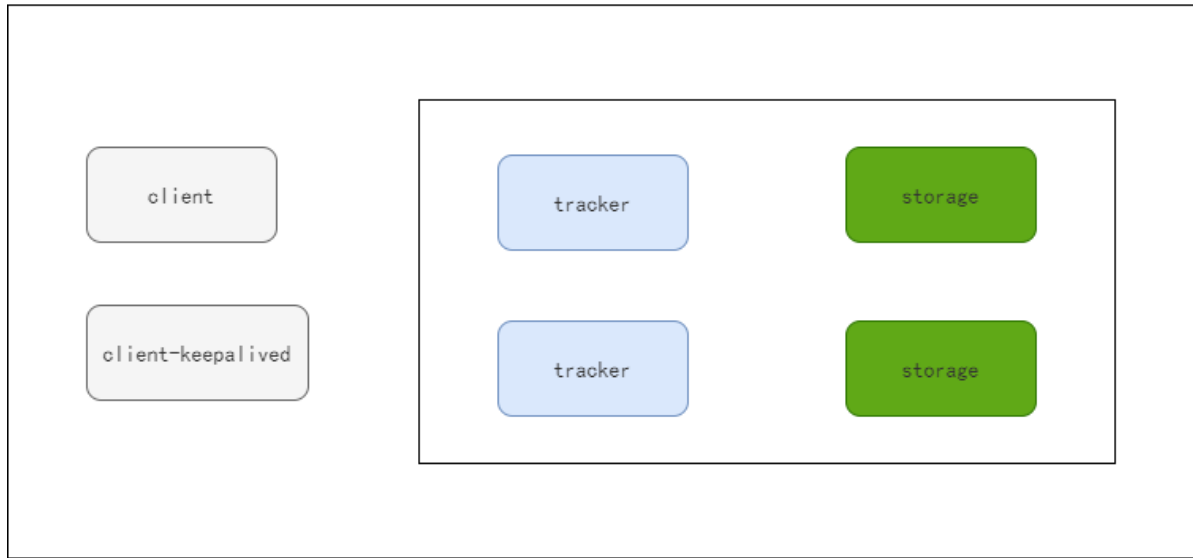 client
tracker
storage
client-keepalived
tracker
storage